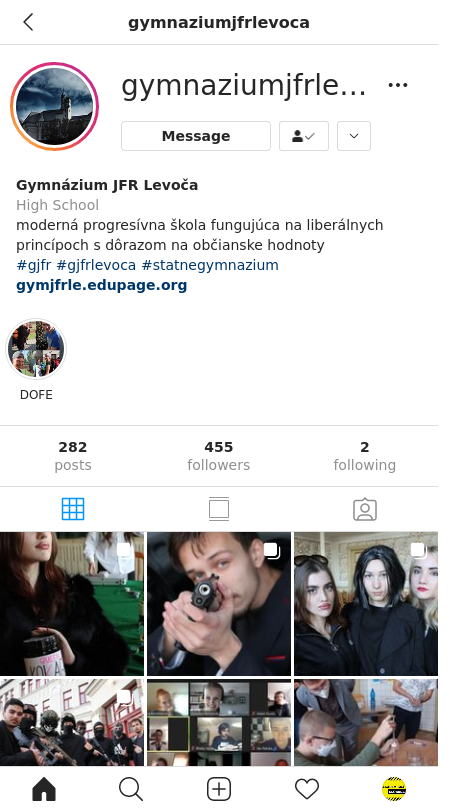 gymnaziumjfrlevoca
gymnaziumjfrle...
Message
Gymnázium JFR Levoča
High School
moderná progresívna škola fungujúca na liberálnych
princípoch s dôrazom na občianske hodnoty
#gjfr #gjfrlevoca #statnegymnazium
gymjfrle.edupage.org
DOFE
282 455 2
posts followers following